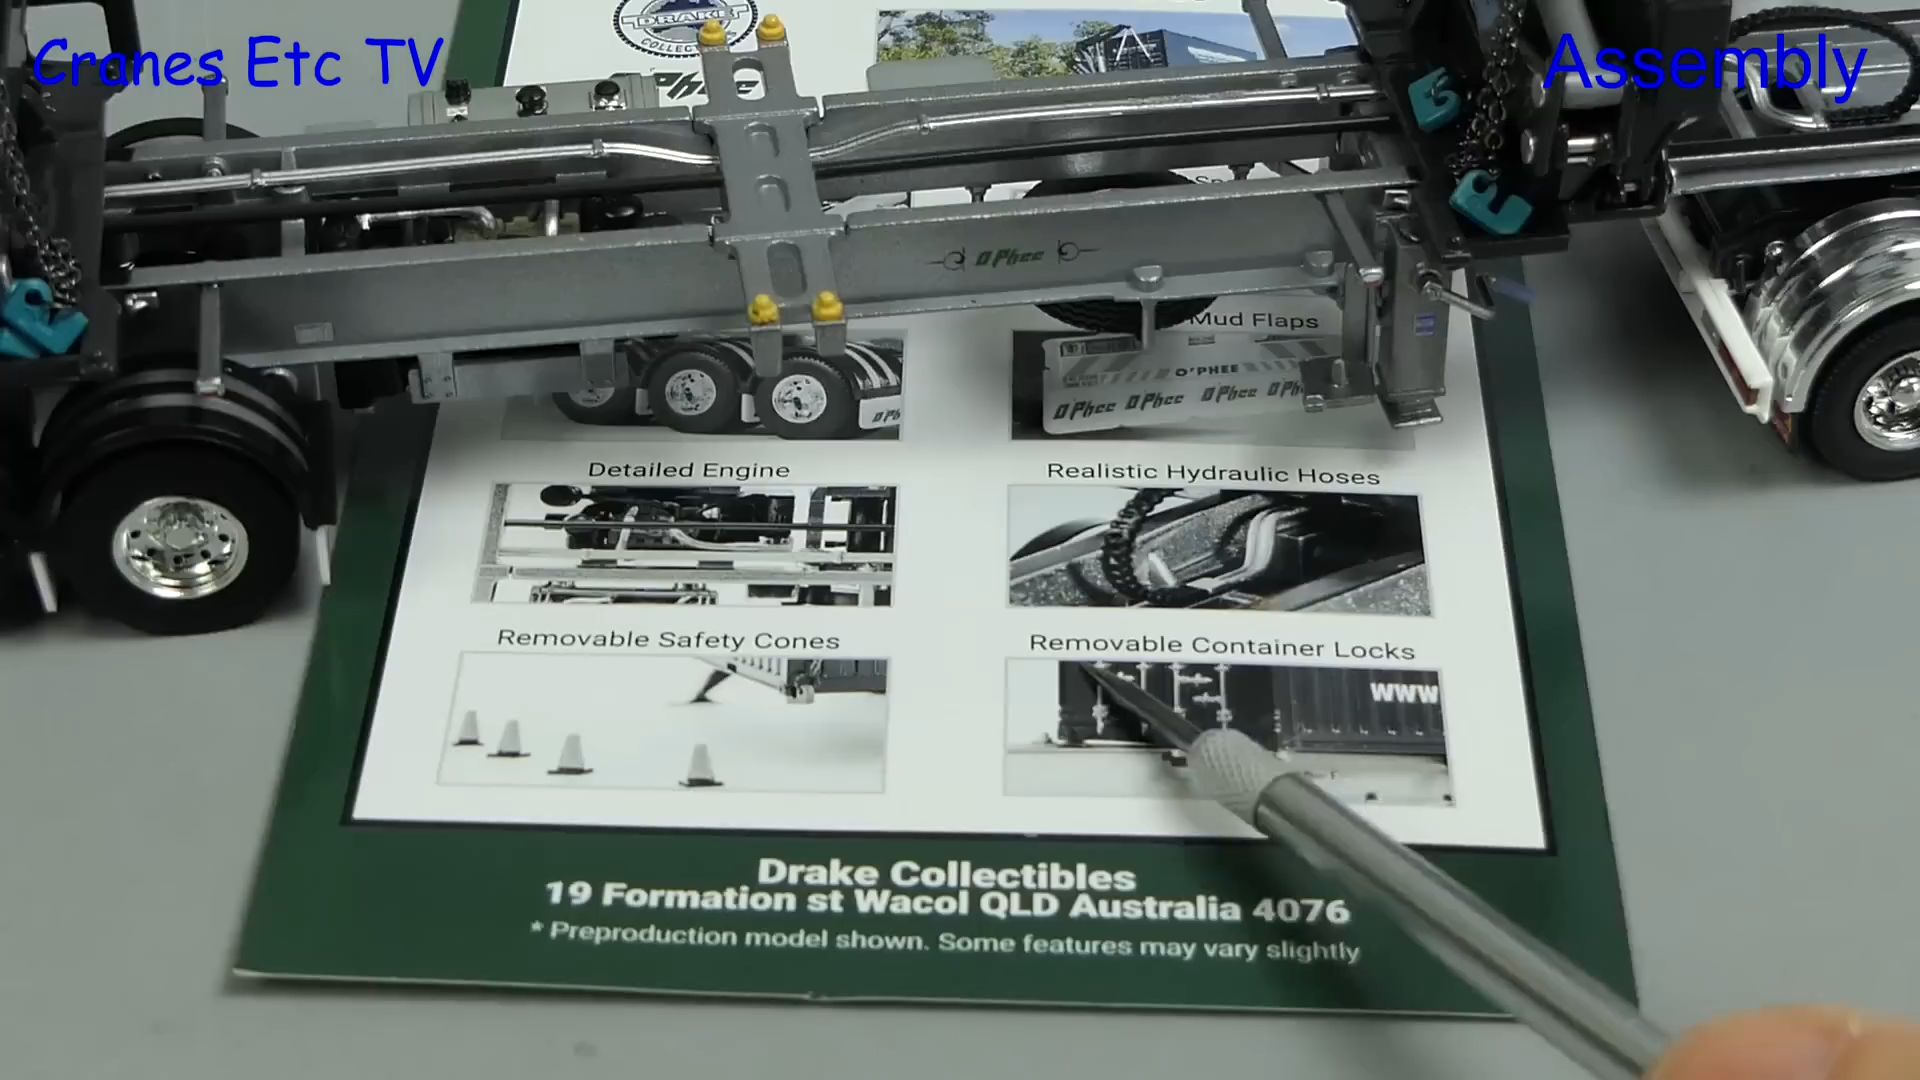 Cranes Etc TV
Assembly
DRAKE
COLLECT
O'Phee
Mud Flaps
O'PHEE
O'Phee O'Phee O'Phee
Detailed Engine
Realistic Hydraulic Hoses
Removable Safety Cones
Removable Container Locks
WWW
Drake Collectibles
19 Formation st Wacol QLD Australia 4076
* Preproduction model shown. Some features may vary slightly